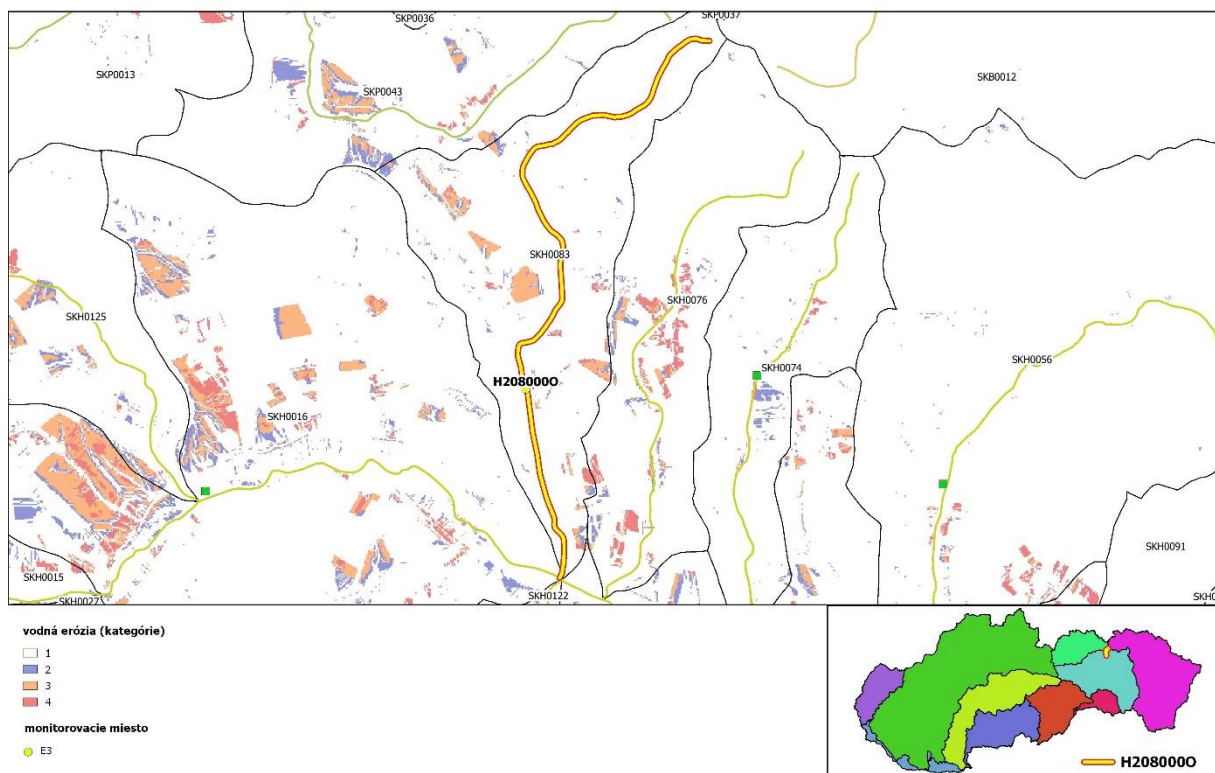 SKP0036
SKP0037
SKP0013
SKB0012
SKP0043
SKH0083
SKH0076
SKH0125
SKH0056
SKH0074
H208000O
SKH0016
SKH0091
SKH0015
SKH0122
SKH0027
vodná erózia (kategórie)
1
2
3
4
monitorovacie miesto
E3
H208000O